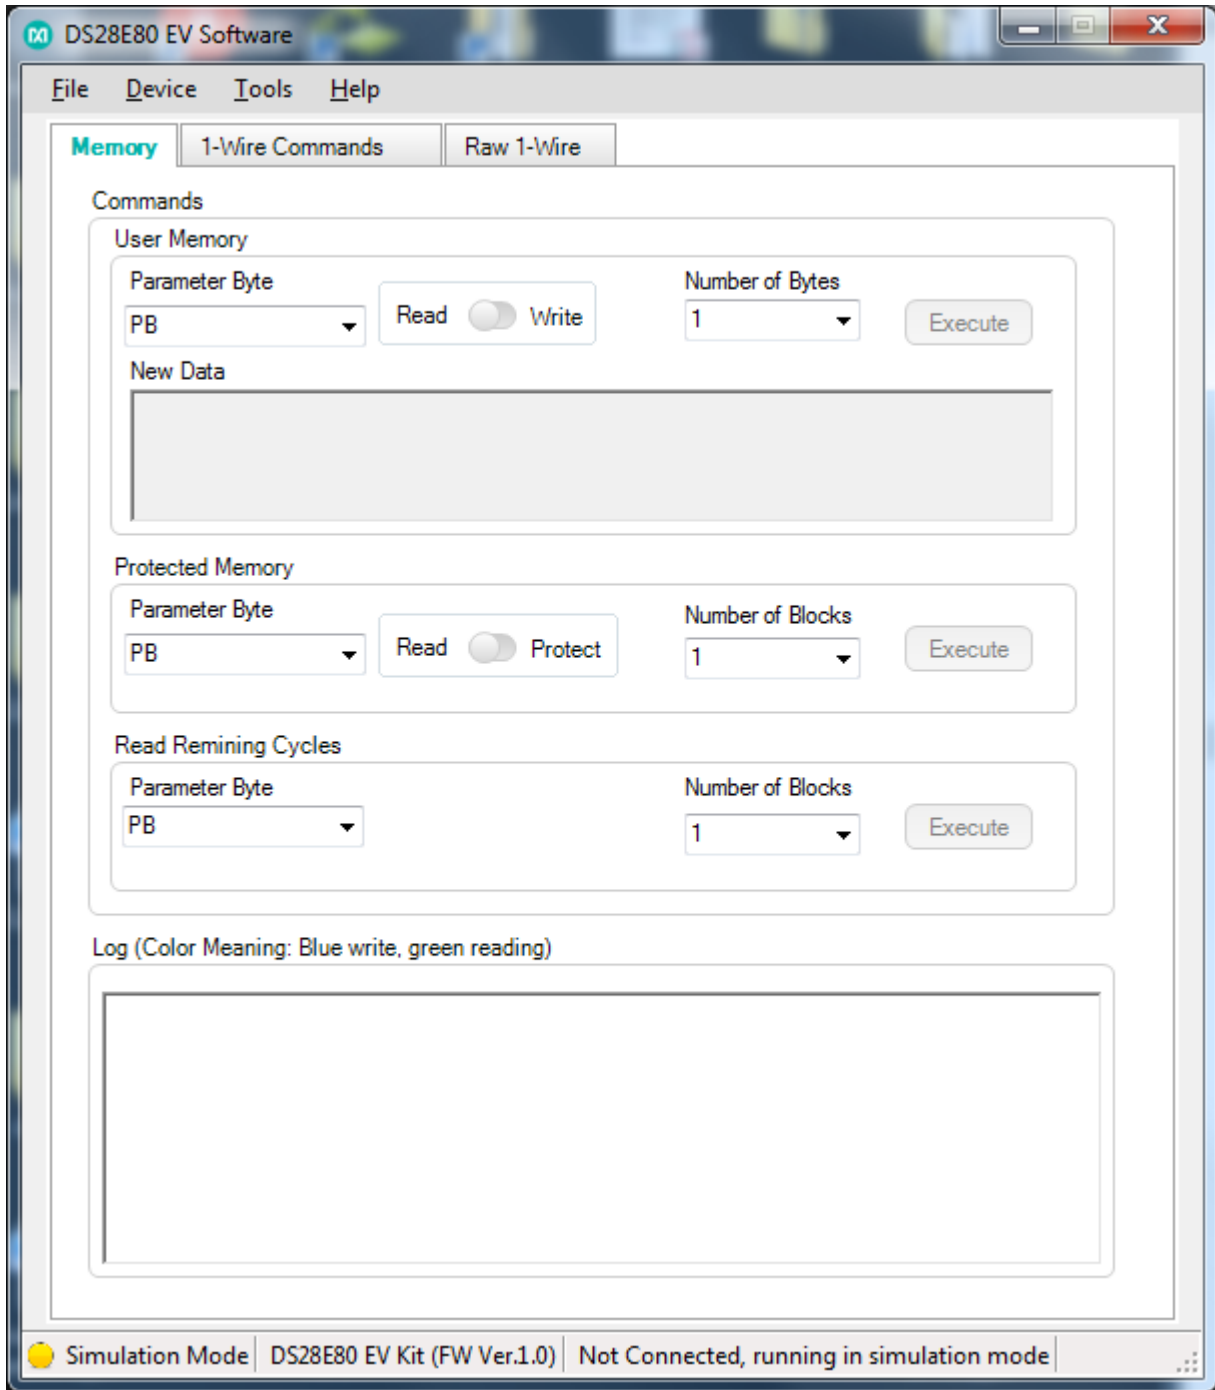 DS28E80 EV Software
File Device Tools Help
Memory 1-Wire Commands Raw 1-Wire
Commands
User Memory
Parameter Byte Number of Bytes
PB Read Write 1 Execute
New Data
Protected Memory
Parameter Byte Number of Blocks
PB Read Protect 1 Execute
Read Remining Cycles
Parameter Byte Number of Blocks
PB 1 Execute
Log (Color Meaning: Blue write, green reading)
Simulation Mode DS28E80 EV Kit (FW Ver.1.0) Not Connected, running in simulation mode